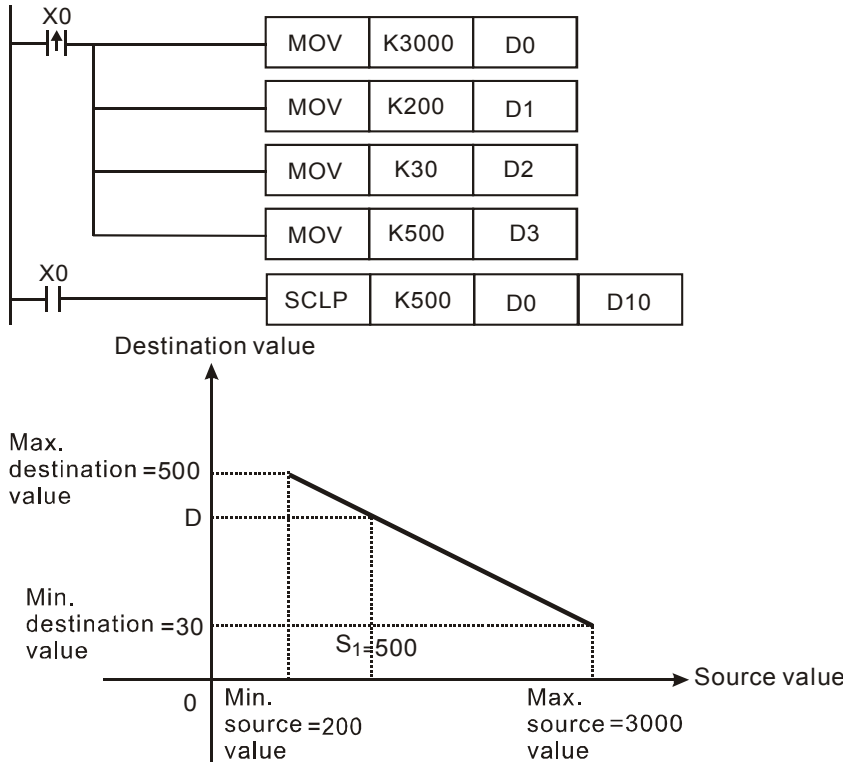 X0
MOV K3000 D0
MOV K200 D1
MOV K30 D2
MOV K500 D3
X0
SCLP K500 D0 D10
Destination value
Max.
destination =500
value
D
Min.
destination =30
value
S1=500
Source value
0
Min.
source =200
value
Max.
source =3000
value